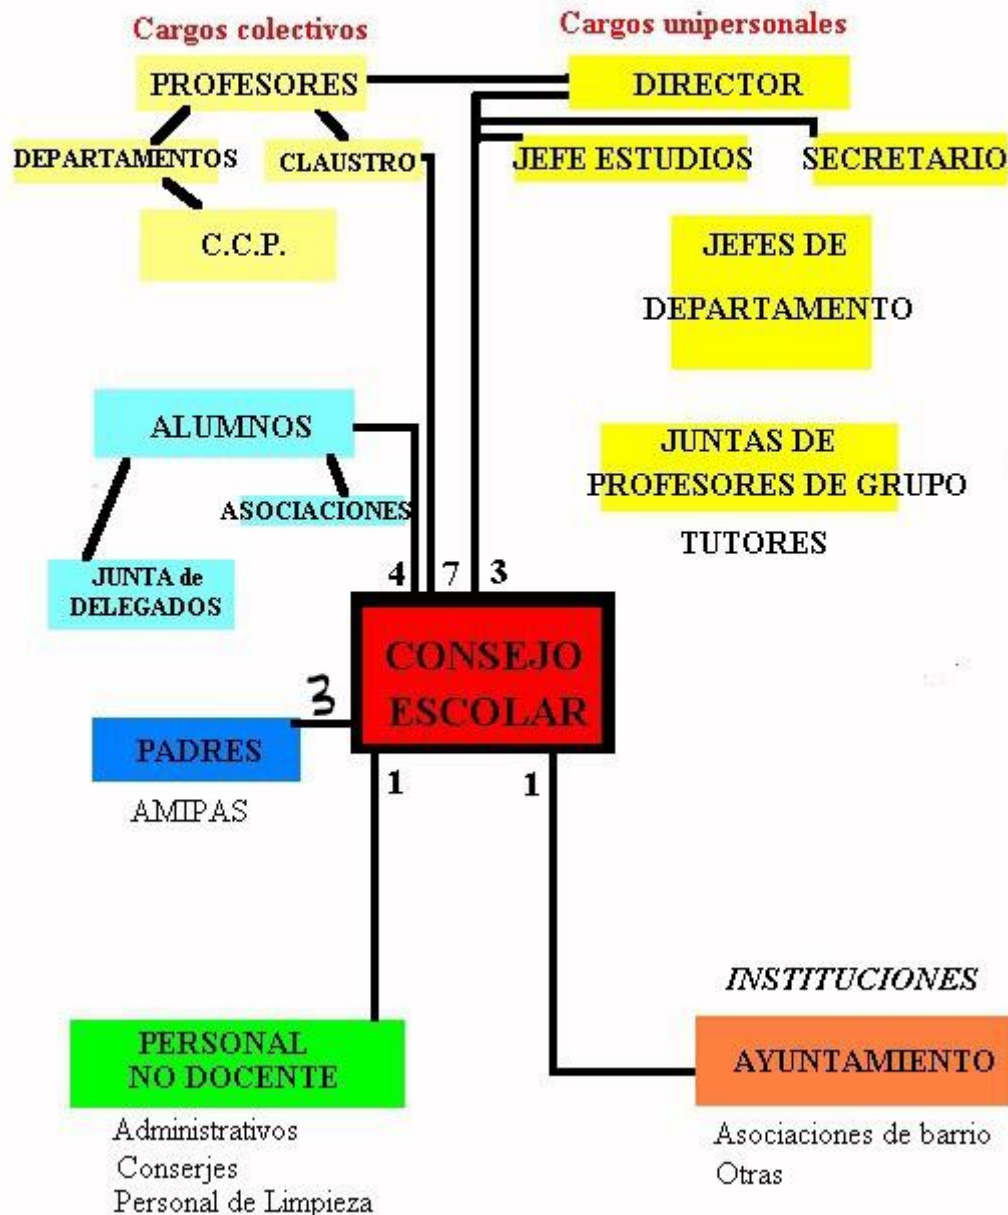 Cargos colectivos
Cargos unipersonales
PROFESORES
DIRECTOR
DEPARTAMENTOS
CLAUSTRO
JEFE ESTUDIOS
SECRETARIO
C.C.P.
JEFES DE
DEPARTAMENTO
ALUMNOS
JUNTAS DE
PROFESORES DE GRUPO
ASOCIACIONES
TUTORES
JUNTA de
DELEGADOS
4
7
3
CONSEJO
ESCOLAR
3
PADRES
AMIPAS
1
1
INSTITUCIONES
PERSONAL
NO DOCENTE
AYUNTAMIENTO
Administrativos
Conserjes
Personal de Limpieza
Asociaciones de barrio
Otras